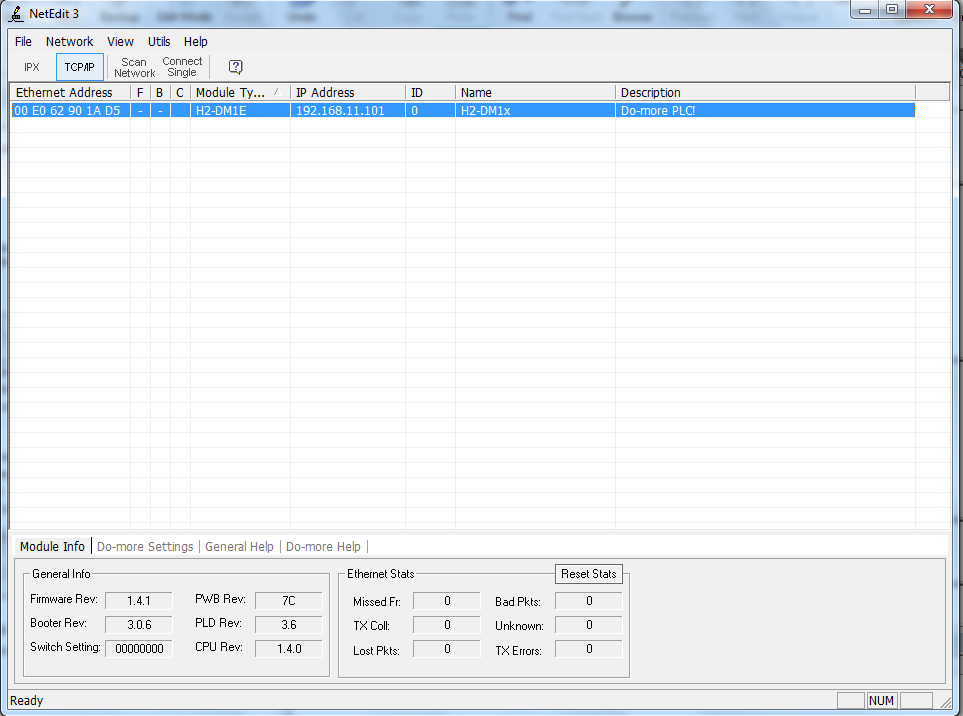 NetEdit 3
File Network View Utils Help
IPX TCP/IP Scan Network Connect Single
Ethernet Address F B C Module Ty... IP Address ID Name Description
00 E0 62 90 1A D5 - - H2-DM1E 192.168.11.101 0 H2-DM1x Do-more PLC!
Module Info Do-more Settings General Help Do-more Help
General Info Ethernet Stats Reset Stats
Firmware Rev: 1.4.1 PWB Rev: 7C Missed Fr: 0 Bad Pkts: 0
Booter Rev: 3.0.6 PLD Rev: 3.6 TX Coll: 0 Unknown: 0
Switch Setting: 00000000 CPU Rev: 1.4.0 Lost Pkts: 0 TX Errors: 0
Ready NUM